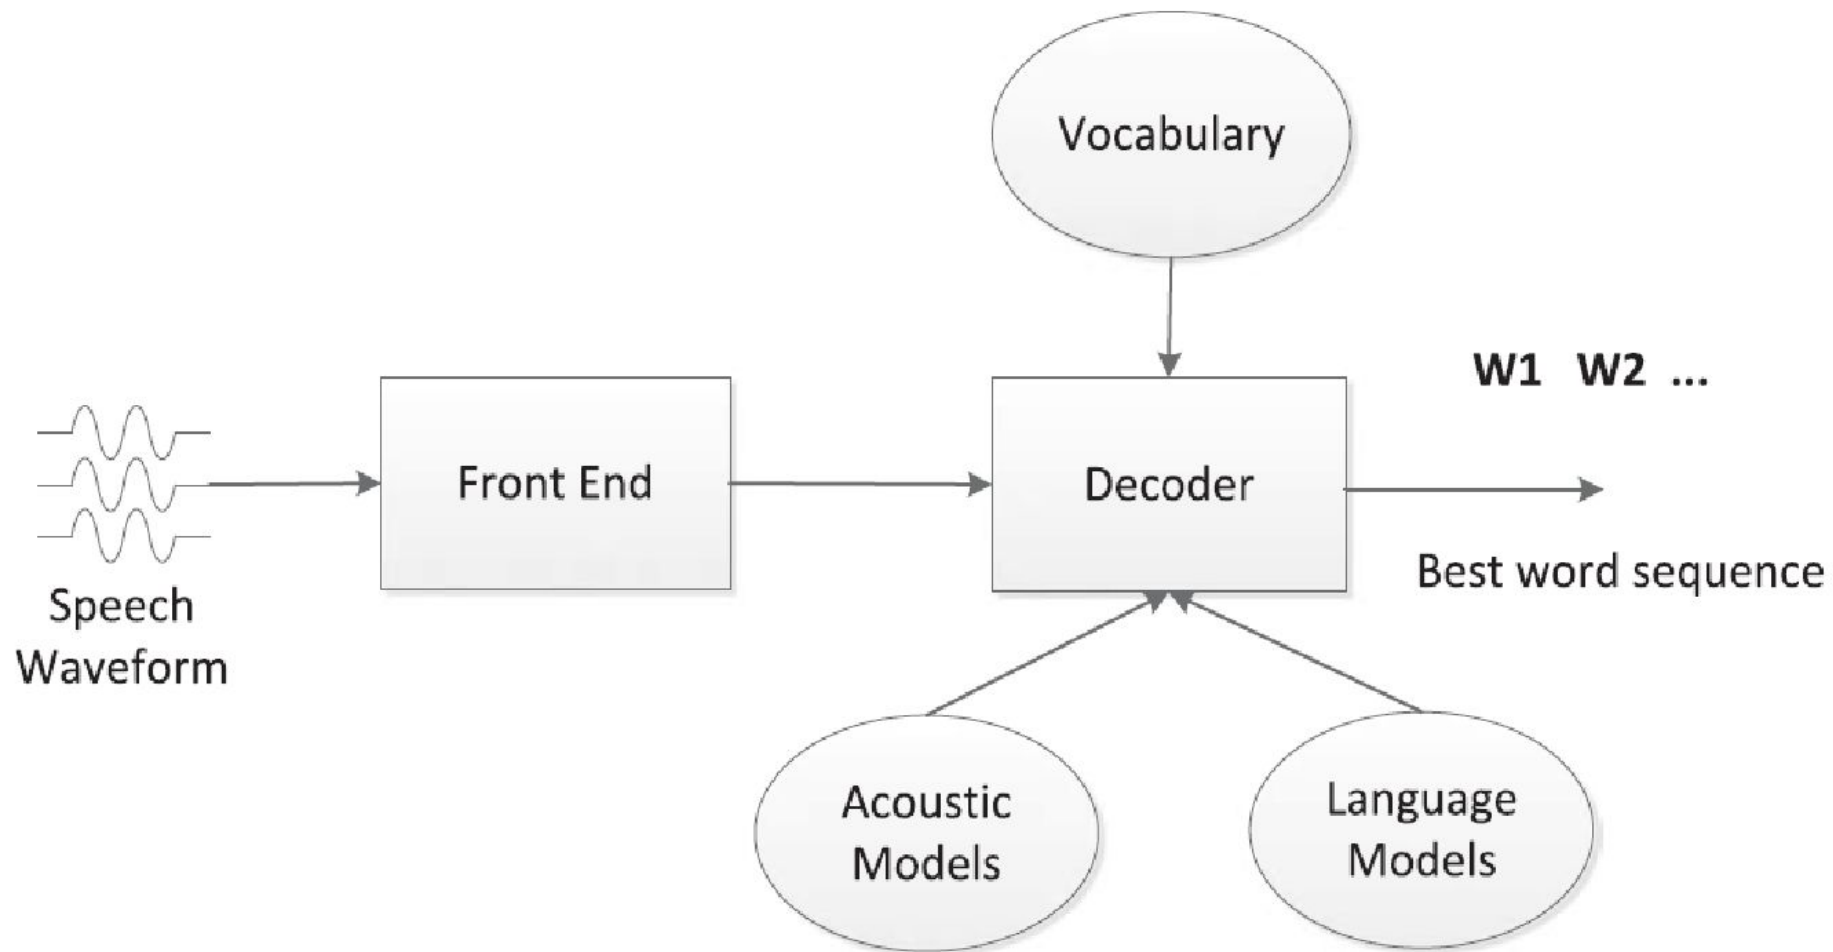 Vocabulary
W1 W2 ...
Front End
Decoder
Best word sequence
Speech
Waveform
Acoustic
Models
Language
Models